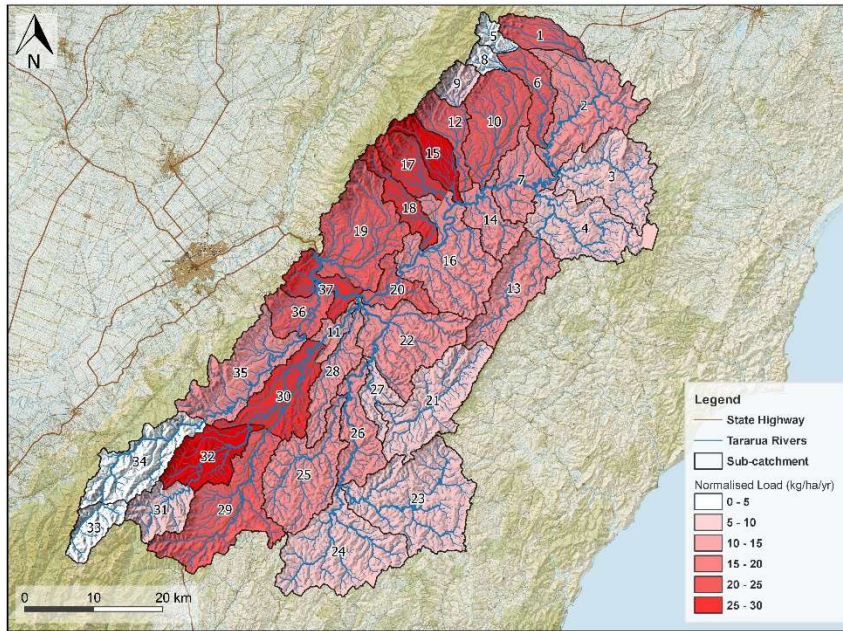 N
5
1
8
6
9
2
12
10
15
17
3
7
18
14
4
19
16
13
20
37
36
11
22
35
28
27
21
30
26
34
32
25
23
31
29
33
24
Legend
State Highway
Tararua Rivers
Sub-catchment
Normalised Load (kg/ha/yr)
0 - 5
5 - 10
10 - 15
15 - 20
20 - 25
25 - 30
0 10 20 km